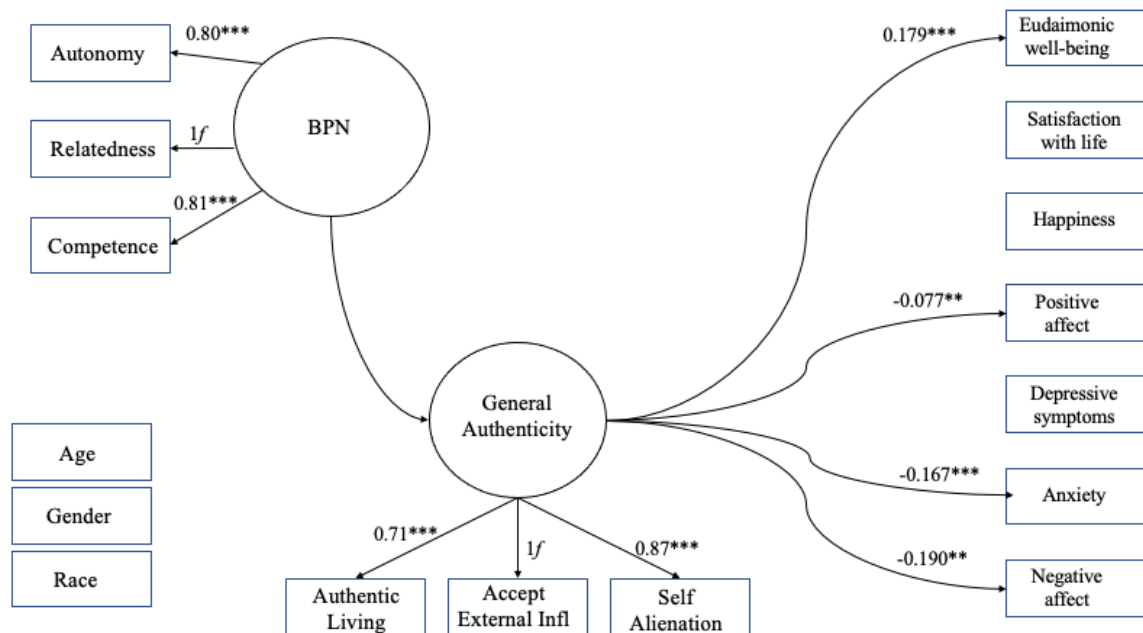 0.80***
Autonomy
BPN
1f
Relatedness
0.81***
Competence
0.179***
Eudaimonic
well-being
Satisfaction
with life
Happiness
-0.077**
Positive
affect
General
Authenticity
Depressive
symptoms
-0.167***
Anxiety
-0.190**
Negative
affect
Age
Gender
Race
0.71***
1f
0.87***
Authentic
Living
Accept
External Infl
Self
Alienation